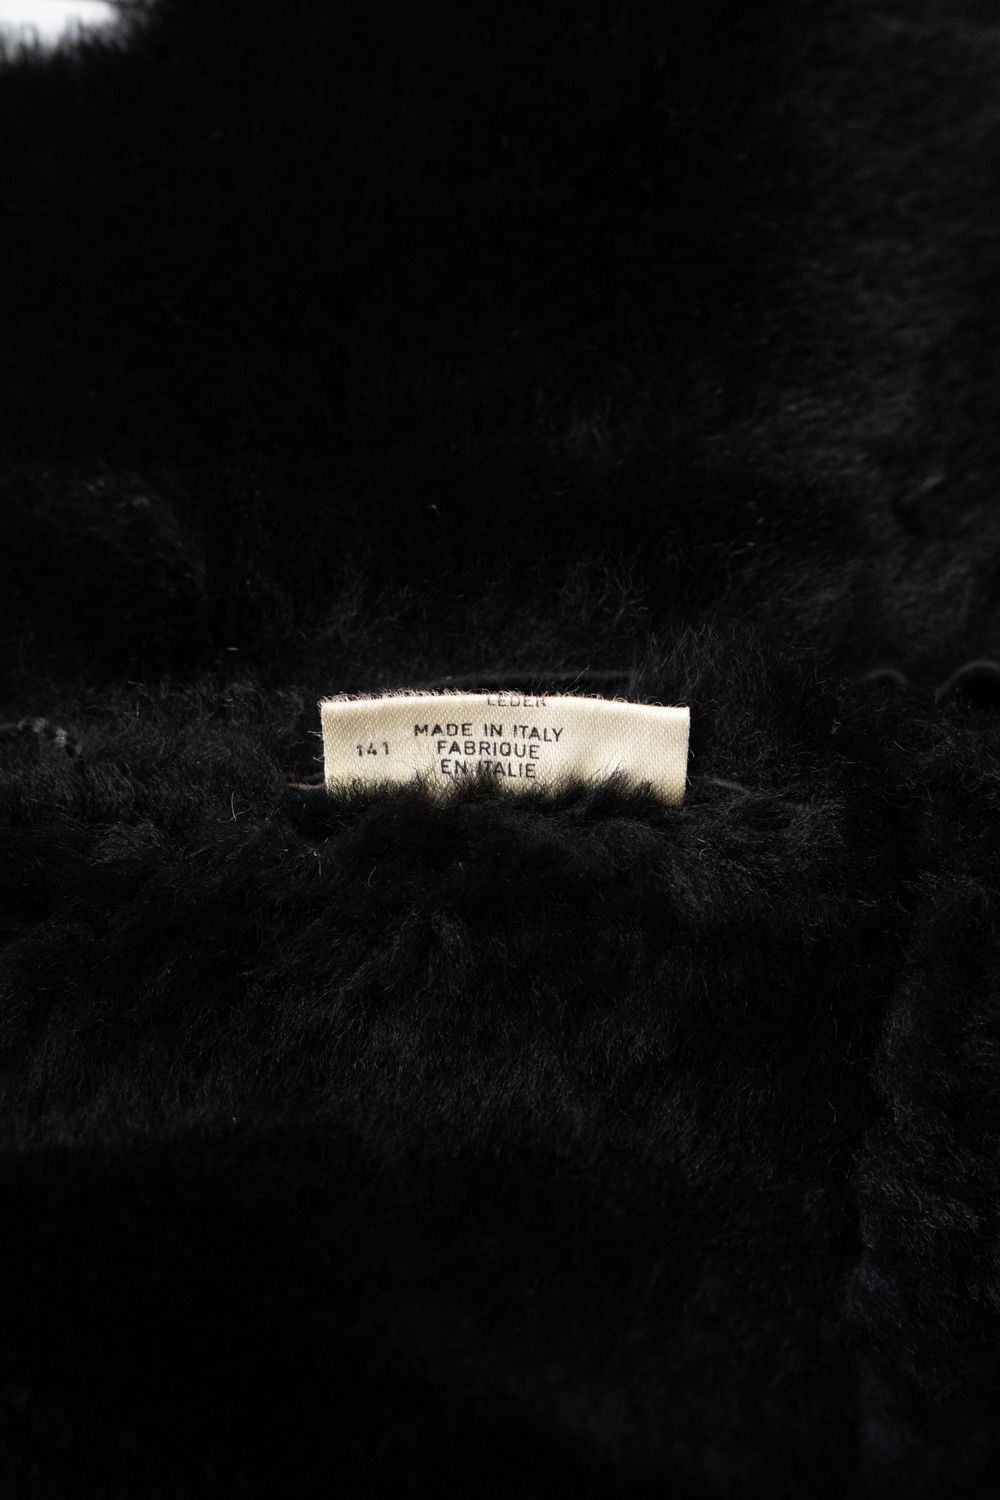 LEDER
MADE IN ITALY
141 FABRIQUE
EN ITALIE